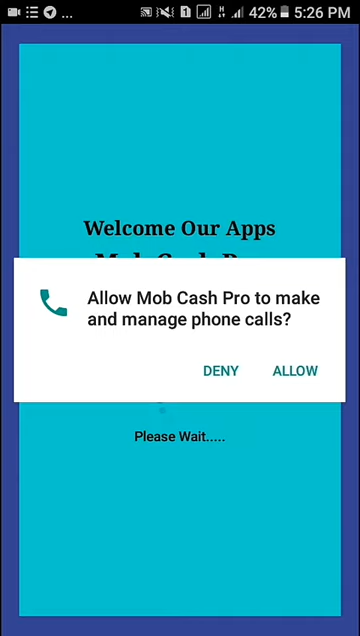 ... 42% 5:26 PM
Welcome Our Apps
Allow Mob Cash Pro to make
and manage phone calls?
DENY ALLOW
Please Wait.....